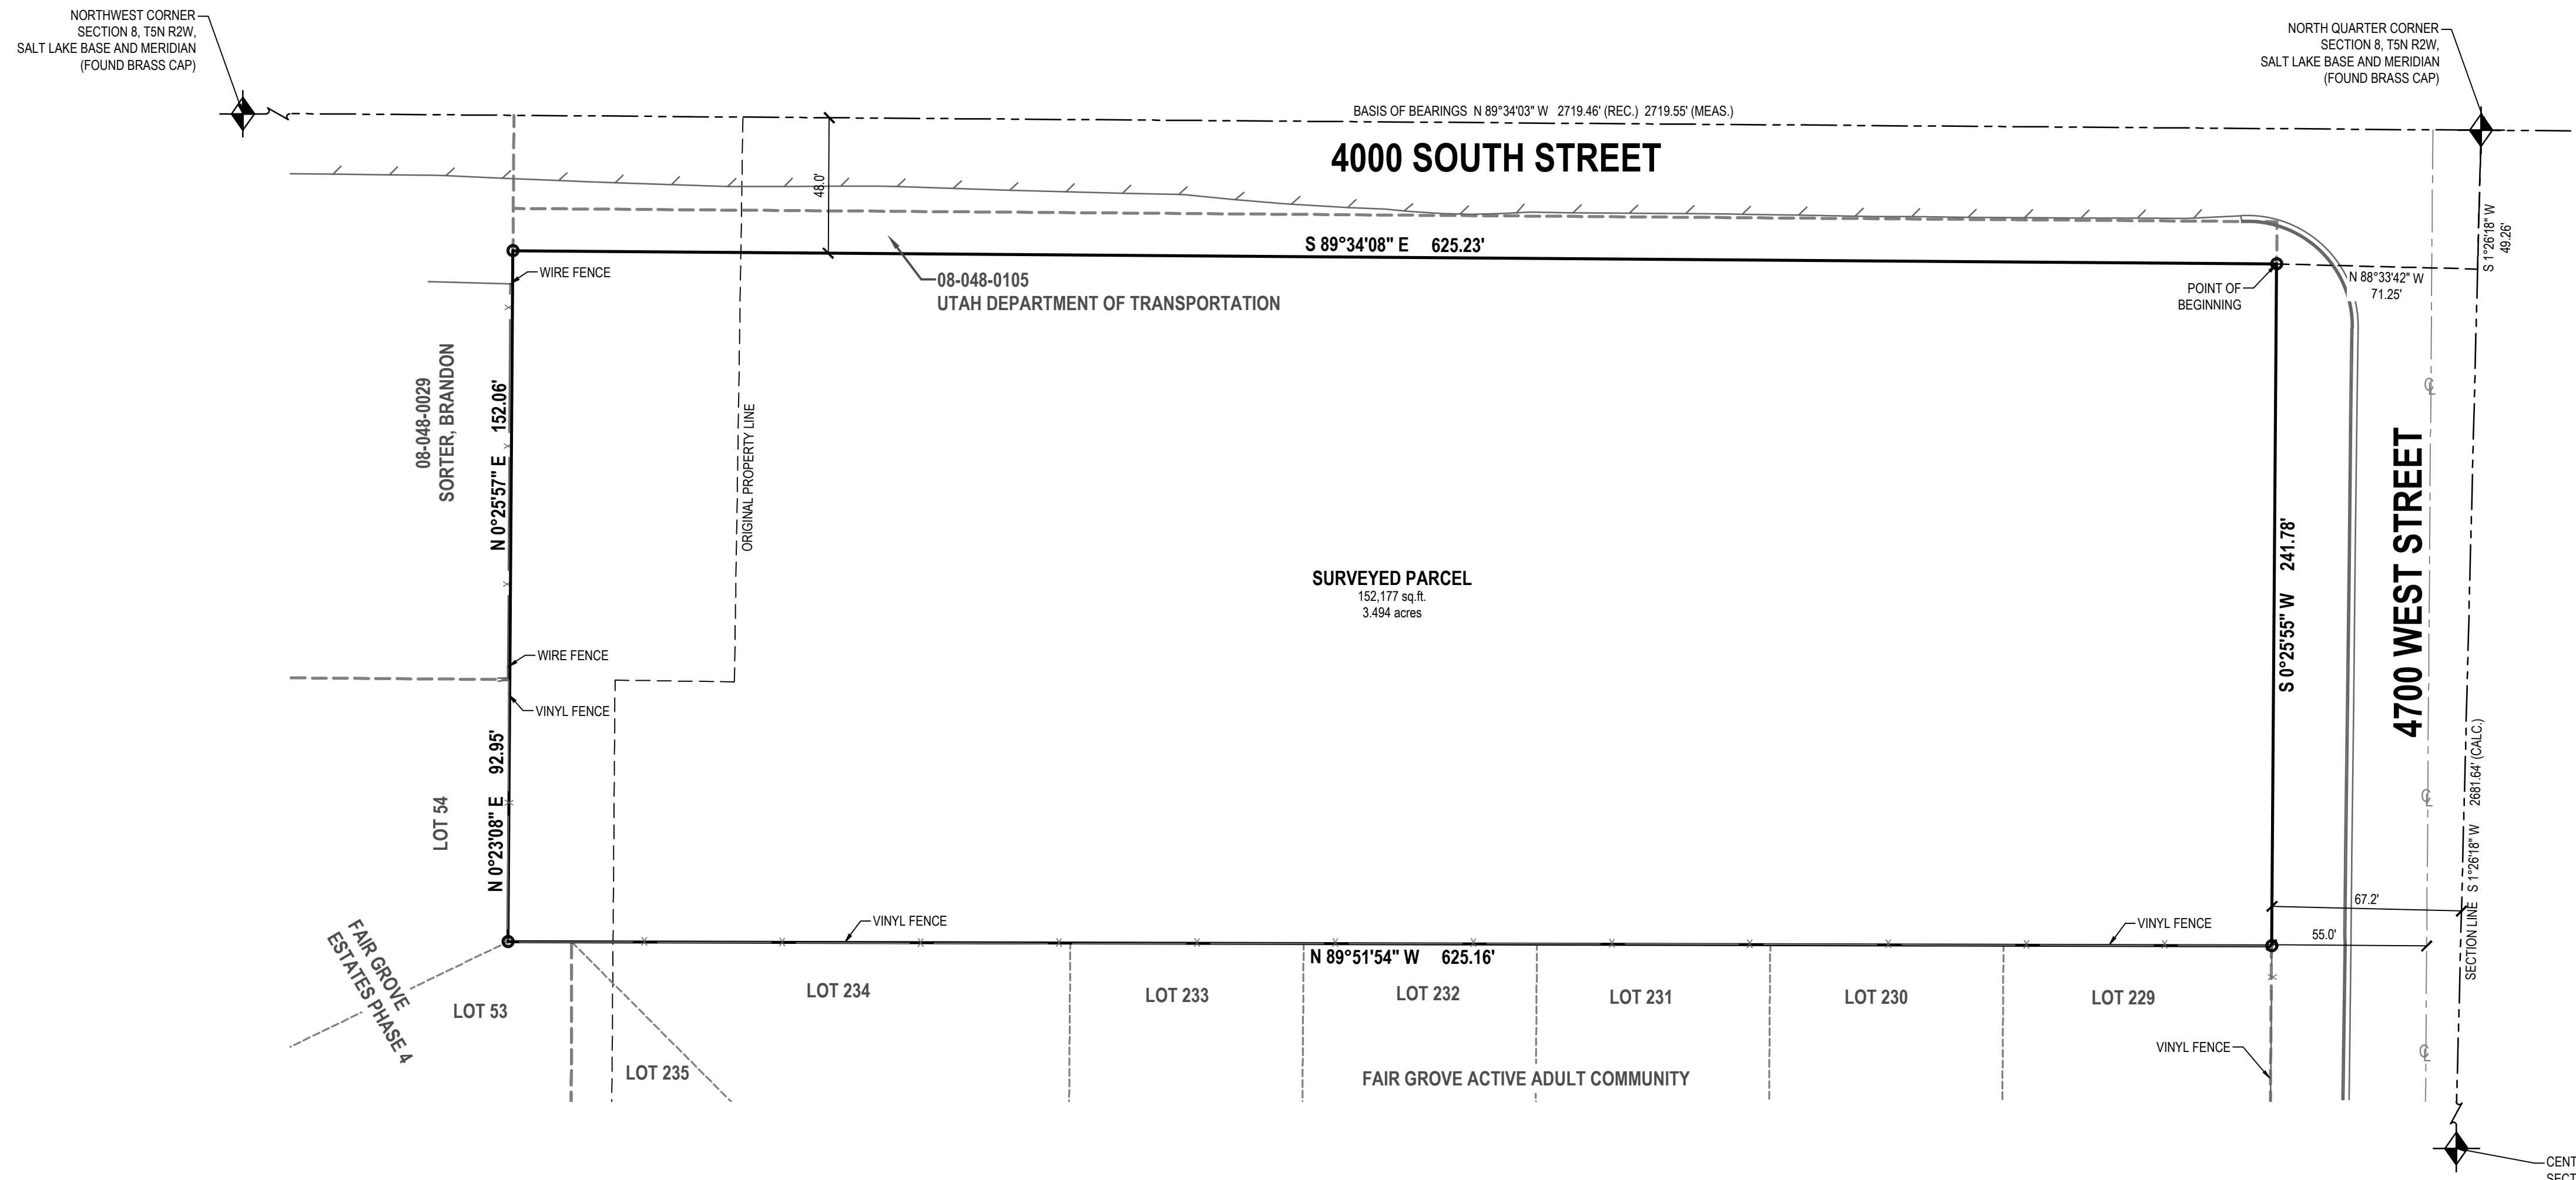 NORTHWEST CORNER
SECTION 8, T5N R2W,
SALT LAKE BASE AND MERIDIAN
(FOUND BRASS CAP)
NORTH QUARTER CORNER
SECTION 8, T5N R2W,
SALT LAKE BASE AND MERIDIAN
(FOUND BRASS CAP)
BASIS OF BEARINGS N 89°34'03" W 2719.46' (REC.) 2719.55' (MEAS.)
4000 SOUTH STREET
48.0'
S 1°26'18" W
49.26'
S 89°34'08" E 625.23'
WIRE FENCE
08-048-0105
UTAH DEPARTMENT OF TRANSPORTATION
N 88°33'42" W
71.25'
POINT OF
BEGINNING
08-048-0029
SORTER, BRANDON
N 0°25'57" E 152.06'
ORIGINAL PROPERTY LINE
SURVEYED PARCEL
152,177 sq.ft.
3.494 acres
S 0°25'55" W 241.78'
4700 WEST STREET
CL
CL
CL
WIRE FENCE
VINYL FENCE
LOT 54
N 0°23'08" E 92.95'
SECTION LINE S 1°26'18" W 2681.64' (CALC.)
67.2'
55.0'
VINYL FENCE
VINYL FENCE
N 89°51'54" W 625.16'
FAIR GROVE
ESTATES PHASE 4
LOT 53
LOT 234
LOT 233
LOT 232
LOT 231
LOT 230
LOT 229
VINYL FENCE
LOT 235
FAIR GROVE ACTIVE ADULT COMMUNITY
CENT
SECT